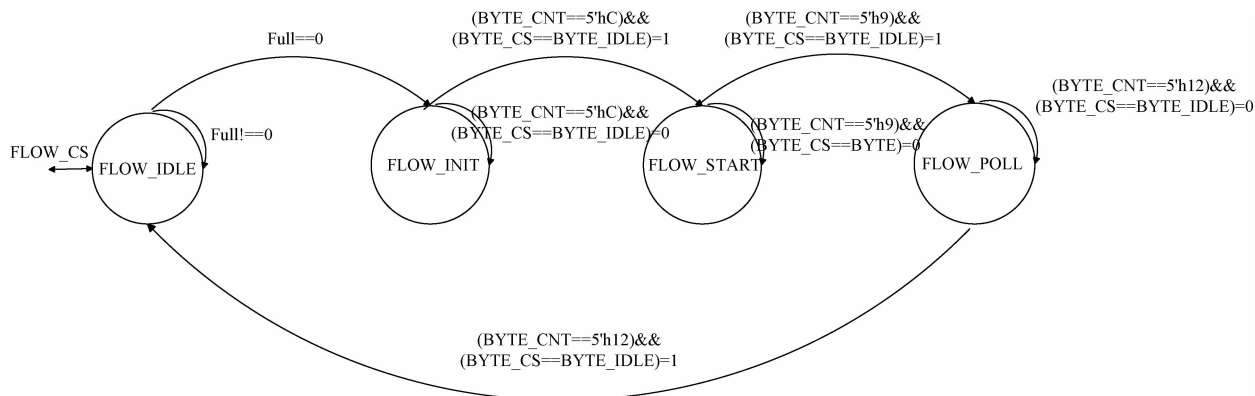 Full==0
(BYTE_CNT==5'hC)&&
(BYTE_CS==BYTE_IDLE)=1
(BYTE_CNT==5'h9)&&
(BYTE_CS==BYTE_IDLE)=1
(BYTE_CNT==5'h12)&&
(BYTE_CS==BYTE_IDLE)=0
Full!==0
(BYTE_CNT==5'hC)&&
(BYTE_CS==BYTE_IDLE)=0
(BYTE_CNT==5'h9)&&
(BYTE_CS==BYTE)=0
FLOW_CS
FLOW_IDLE
FLOW_INIT
FLOW_START
FLOW_POLL
(BYTE_CNT==5'h12)&&
(BYTE_CS==BYTE_IDLE)=1